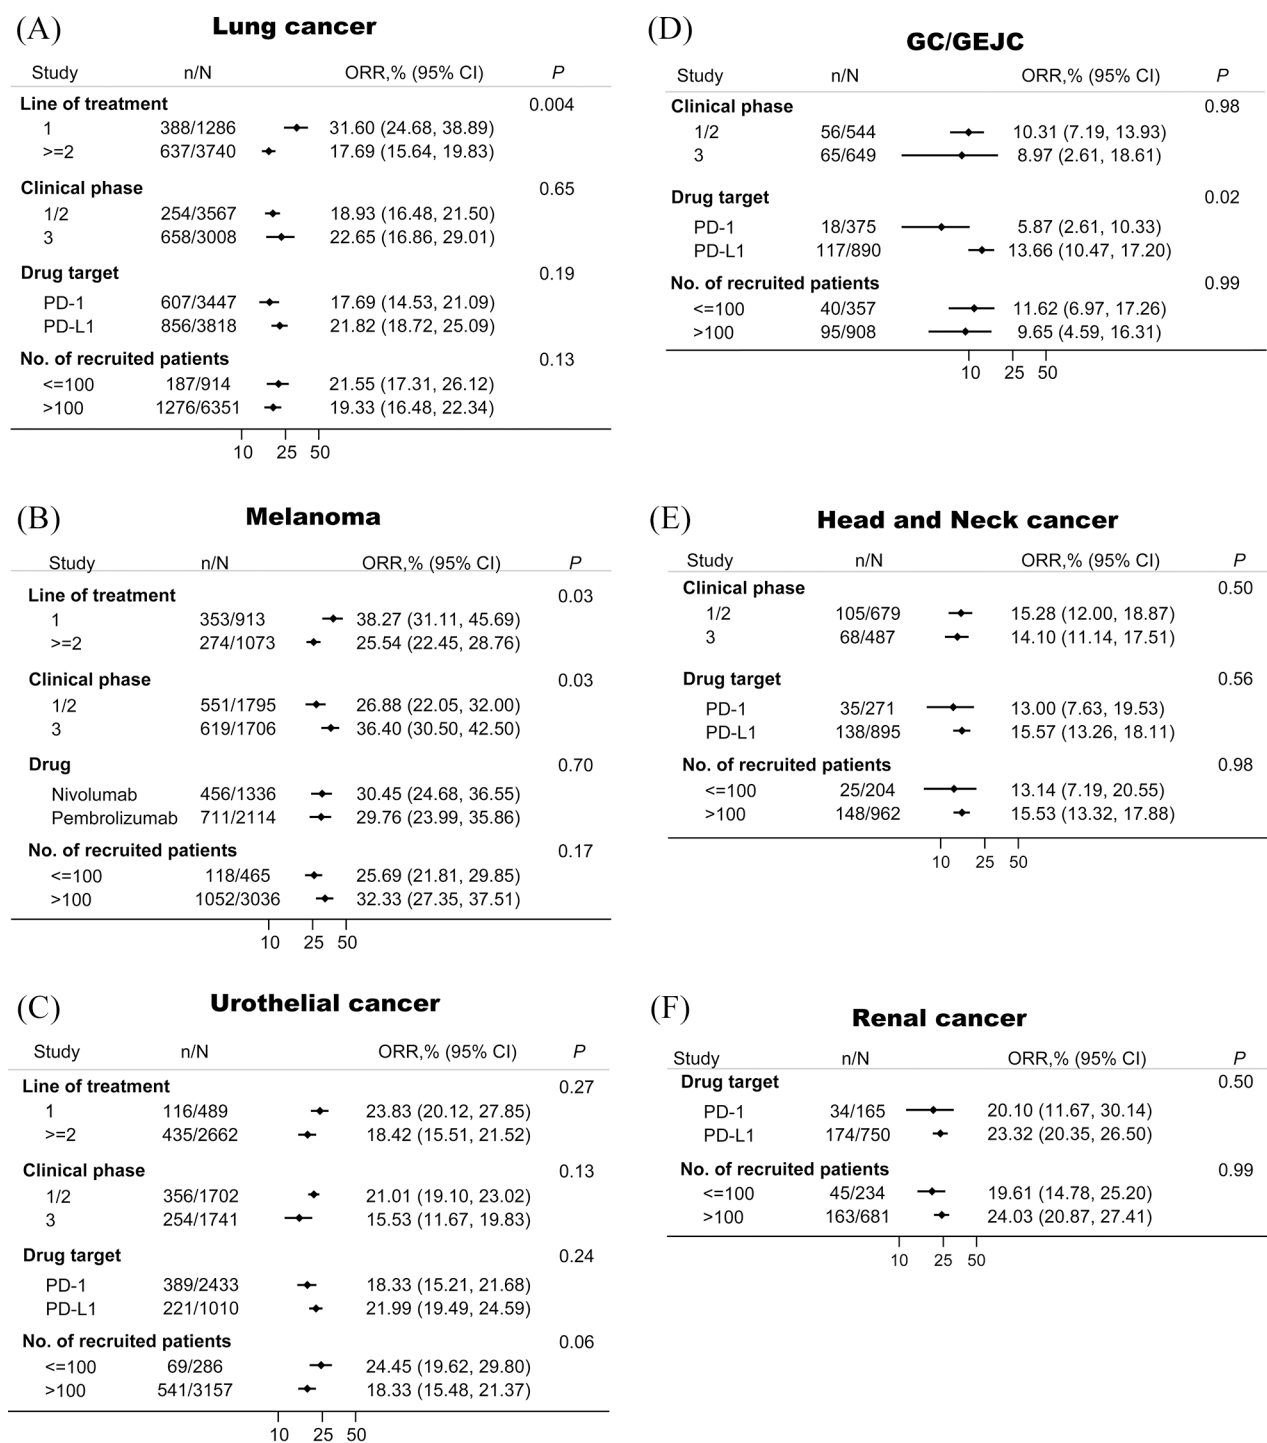 (A)
Lung cancer
Study n/N ORR,% (95% CI) P
Line of treatment 0.004
1 388/1286 31.60 (24.68, 38.89)
>=2 637/3740 17.69 (15.64, 19.83)
Clinical phase 0.65
1/2 254/3567 18.93 (16.48, 21.50)
3 658/3008 22.65 (16.86, 29.01)
Drug target 0.19
PD-1 607/3447 17.69 (14.53, 21.09)
PD-L1 856/3818 21.82 (18.72, 25.09)
No. of recruited patients 0.13
<=100 187/914 21.55 (17.31, 26.12)
>100 1276/6351 19.33 (16.48, 22.34)
10 25 50
(B)
Melanoma
Study n/N ORR,% (95% CI) P
Line of treatment 0.03
1 353/913 38.27 (31.11, 45.69)
>=2 274/1073 25.54 (22.45, 28.76)
Clinical phase 0.03
1/2 551/1795 26.88 (22.05, 32.00)
3 619/1706 36.40 (30.50, 42.50)
Drug 0.70
Nivolumab 456/1336 30.45 (24.68, 36.55)
Pembrolizumab 711/2114 29.76 (23.99, 35.86)
No. of recruited patients 0.17
<=100 118/465 25.69 (21.81, 29.85)
>100 1052/3036 32.33 (27.35, 37.51)
10 25 50
(C)
Urothelial cancer
Study n/N ORR,% (95% CI) P
Line of treatment 0.27
1 116/489 23.83 (20.12, 27.85)
>=2 435/2662 18.42 (15.51, 21.52)
Clinical phase 0.13
1/2 356/1702 21.01 (19.10, 23.02)
3 254/1741 15.53 (11.67, 19.83)
Drug target 0.24
PD-1 389/2433 18.33 (15.21, 21.68)
PD-L1 221/1010 21.99 (19.49, 24.59)
No. of recruited patients 0.06
<=100 69/286 24.45 (19.62, 29.80)
>100 541/3157 18.33 (15.48, 21.37)
10 25 50
(D)
GC/GEJC
Study n/N ORR,% (95% CI) P
Clinical phase 0.98
1/2 56/544 10.31 (7.19, 13.93)
3 65/649 8.97 (2.61, 18.61)
Drug target 0.02
PD-1 18/375 5.87 (2.61, 10.33)
PD-L1 117/890 13.66 (10.47, 17.20)
No. of recruited patients 0.99
<=100 40/357 11.62 (6.97, 17.26)
>100 95/908 9.65 (4.59, 16.31)
10 25 50
(E)
Head and Neck cancer
Study n/N ORR,% (95% CI) P
Clinical phase 0.50
1/2 105/679 15.28 (12.00, 18.87)
3 68/487 14.10 (11.14, 17.51)
Drug target 0.56
PD-1 35/271 13.00 (7.63, 19.53)
PD-L1 138/895 15.57 (13.26, 18.11)
No. of recruited patients 0.98
<=100 25/204 13.14 (7.19, 20.55)
>100 148/962 15.53 (13.32, 17.88)
10 25 50
(F)
Renal cancer
Study n/N ORR,% (95% CI) P
Drug target 0.50
PD-1 34/165 20.10 (11.67, 30.14)
PD-L1 174/750 23.32 (20.35, 26.50)
No. of recruited patients 0.99
<=100 45/234 19.61 (14.78, 25.20)
>100 163/681 24.03 (20.87, 27.41)
10 25 50